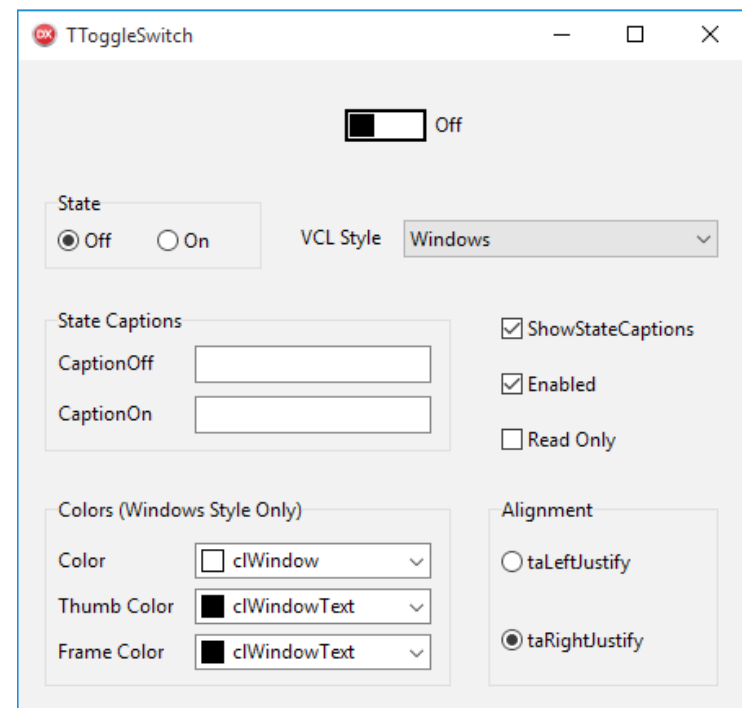 DX TToggleSwitch
Off
State
Off On
VCL Style Windows
State Captions
CaptionOff
CaptionOn
ShowStateCaptions
Enabled
Read Only
Colors (Windows Style Only)
Color clWindow
Thumb Color clWindowText
Frame Color clWindowText
Alignment
taLeftJustify
taRightJustify